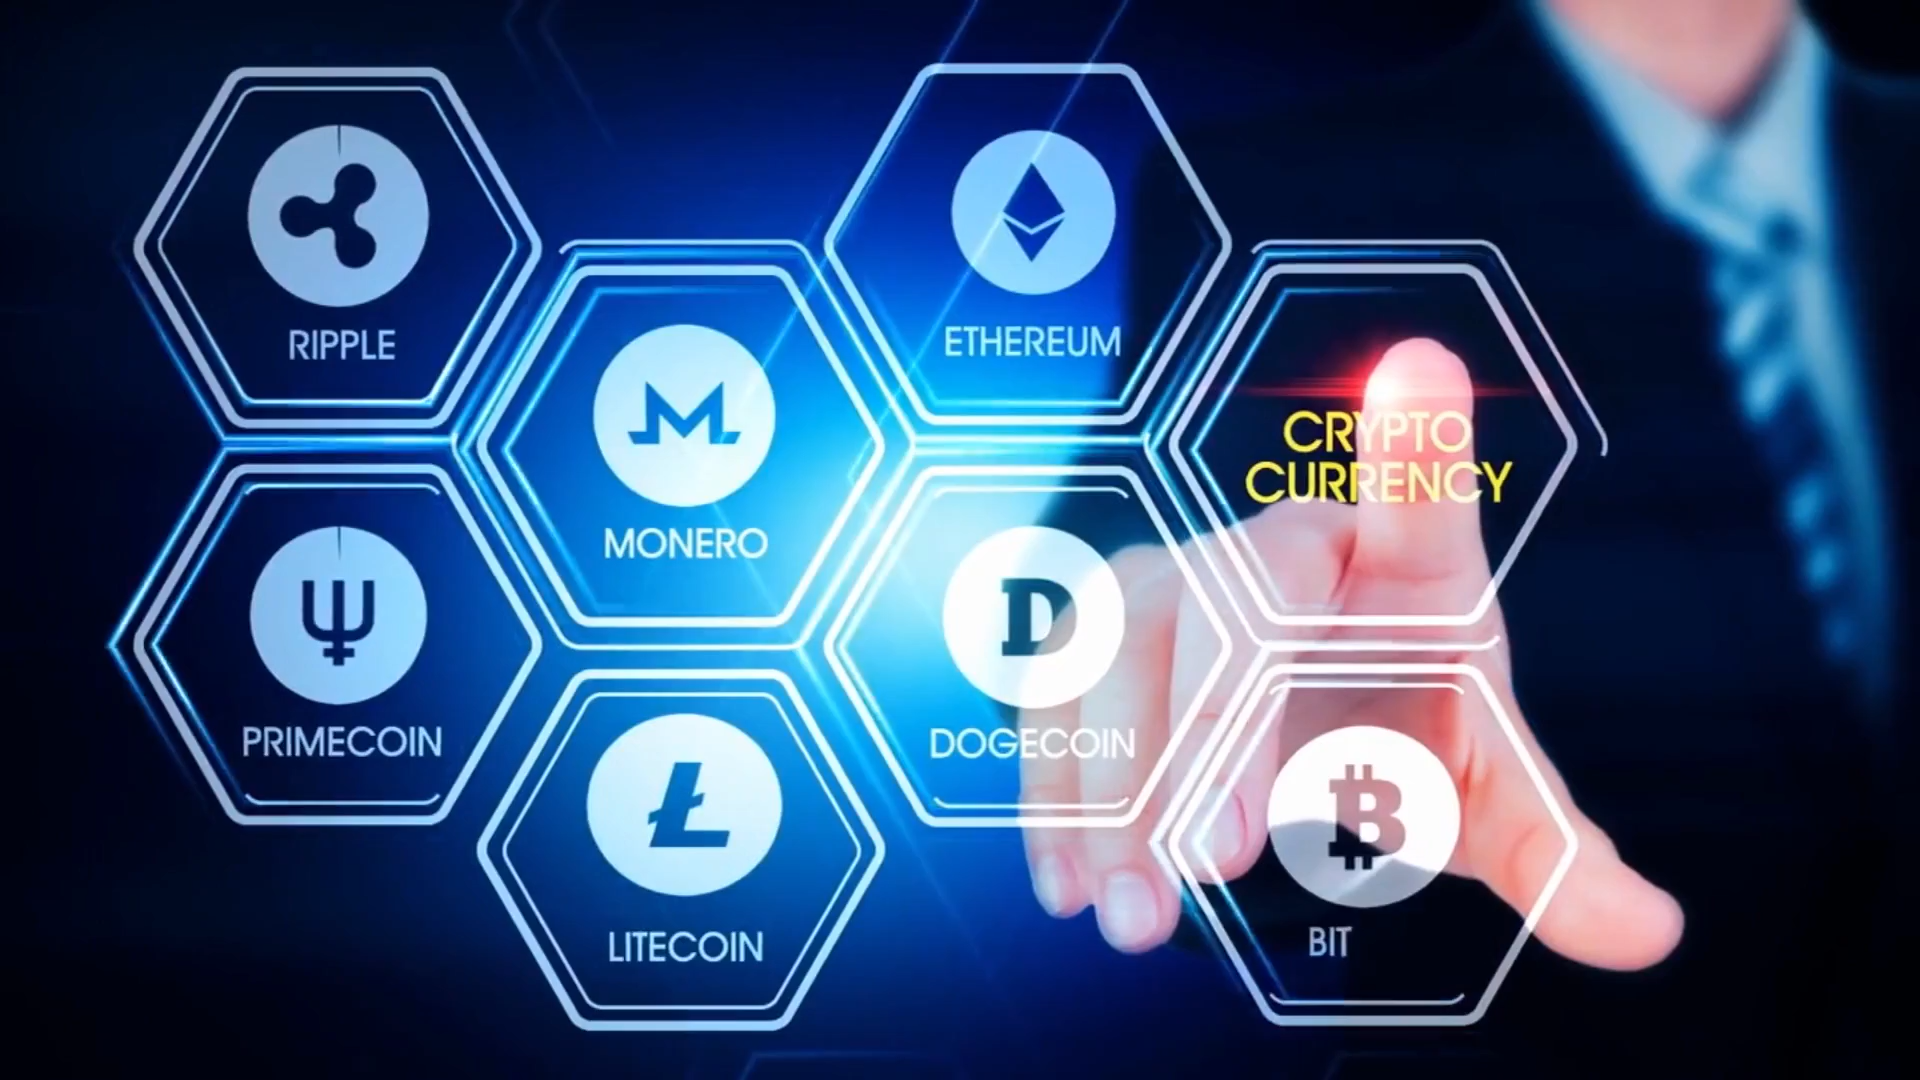 RIPPLE
ETHEREUM
MONERO
CRYPTO
CURRENCY
PRIMECOIN
D
DOGECOIN
LITECOIN
BIT